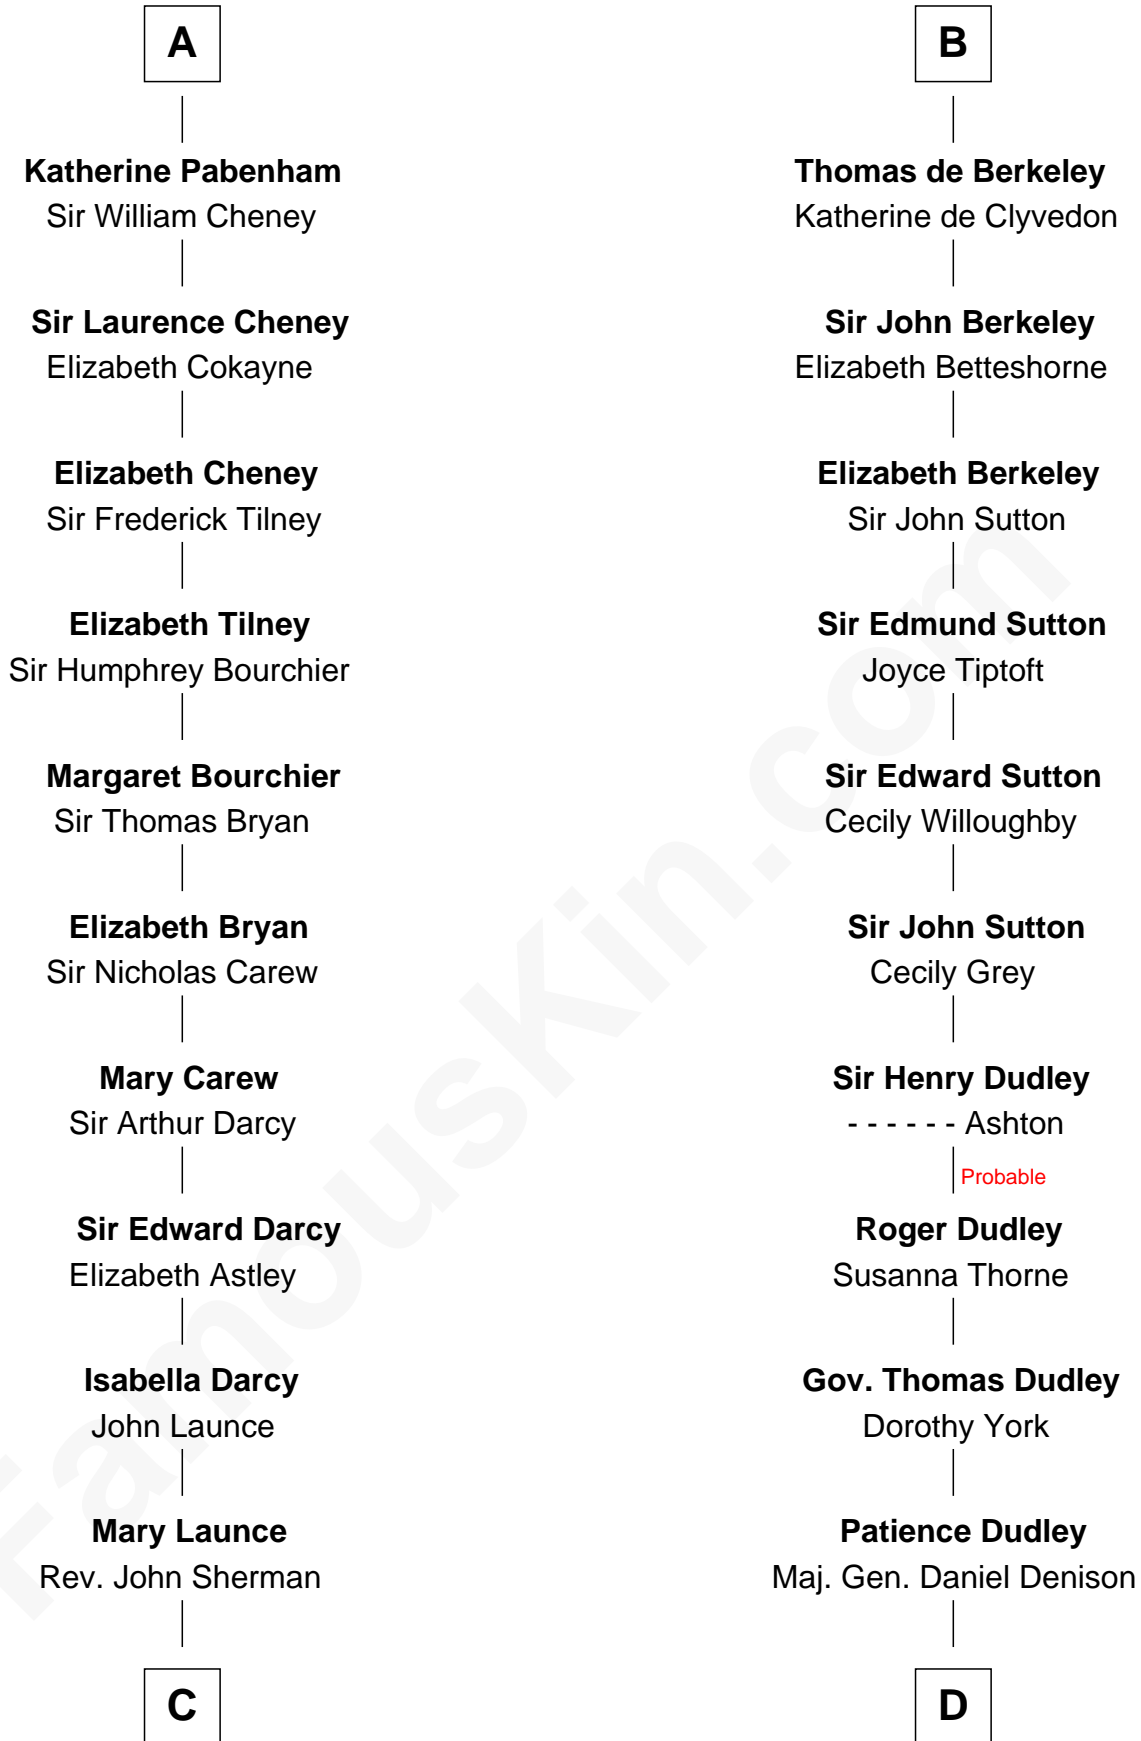 A
Katherine Pabenham
Sir William Cheney
Sir Laurence Cheney
Elizabeth Cokayne
Elizabeth Cheney
Sir Frederick Tilney
Elizabeth Tilney
Sir Humphrey Bourchier
Margaret Bourchier
Sir Thomas Bryan
Elizabeth Bryan
Sir Nicholas Carew
Mary Carew
Sir Arthur Darcy
Sir Edward Darcy
Elizabeth Astley
Isabella Darcy
John Launce
Mary Launce
Rev. John Sherman
C
B
Thomas de Berkeley
Katherine de Clyvedon
Sir John Berkeley
Elizabeth Betteshorne
Elizabeth Berkeley
Sir John Sutton
Sir Edmund Sutton
Joyce Tiptoft
Sir Edward Sutton
Cecily Willoughby
Sir John Sutton
Cecily Grey
Sir Henry Dudley
- - - - - - Ashton
Probable
Roger Dudley
Susanna Thorne
Gov. Thomas Dudley
Dorothy York
Patience Dudley
Maj. Gen. Daniel Denison
D
FamousKin.com